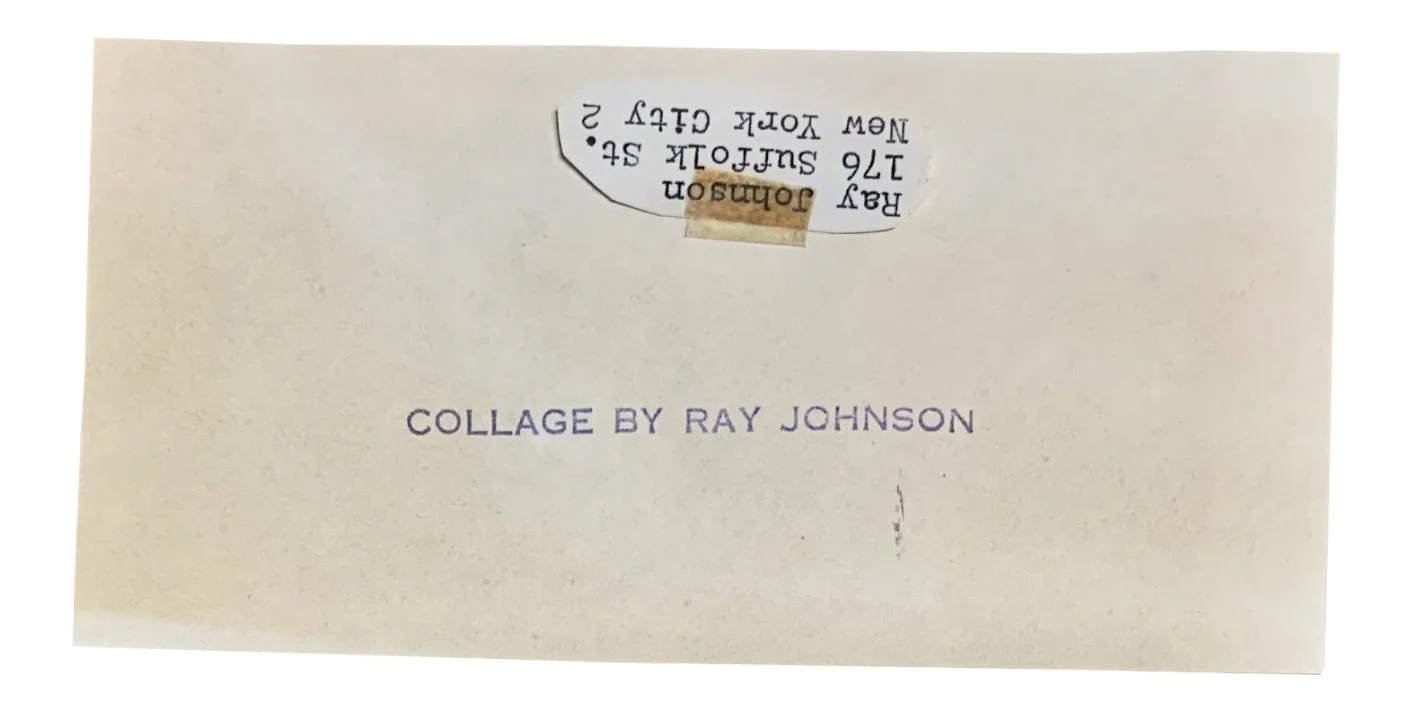 Ray Johnson
176 Suffolk St.
New York City 2
COLLAGE BY RAY JOHNSON